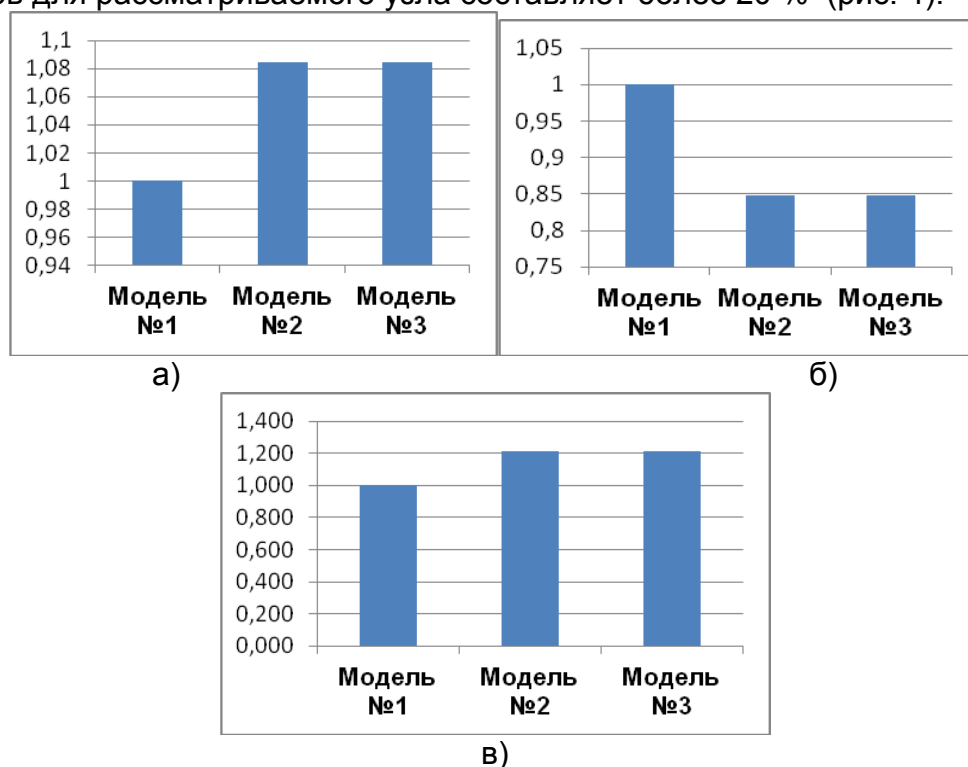 для рассматриваемого узла составляет более 20 % (рис. 4).
1,1
1,08
1,06
1,04
1,02
1
0,98
0,96
0,94
Модель №1
Модель №2
Модель №3
а)
1,05
1
0,95
0,9
0,85
0,8
0,75
Модель №1
Модель №2
Модель №3
б)
1,400
1,200
1,000
0,800
0,600
0,400
0,200
0,000
Модель №1
Модель №2
Модель №3
в)